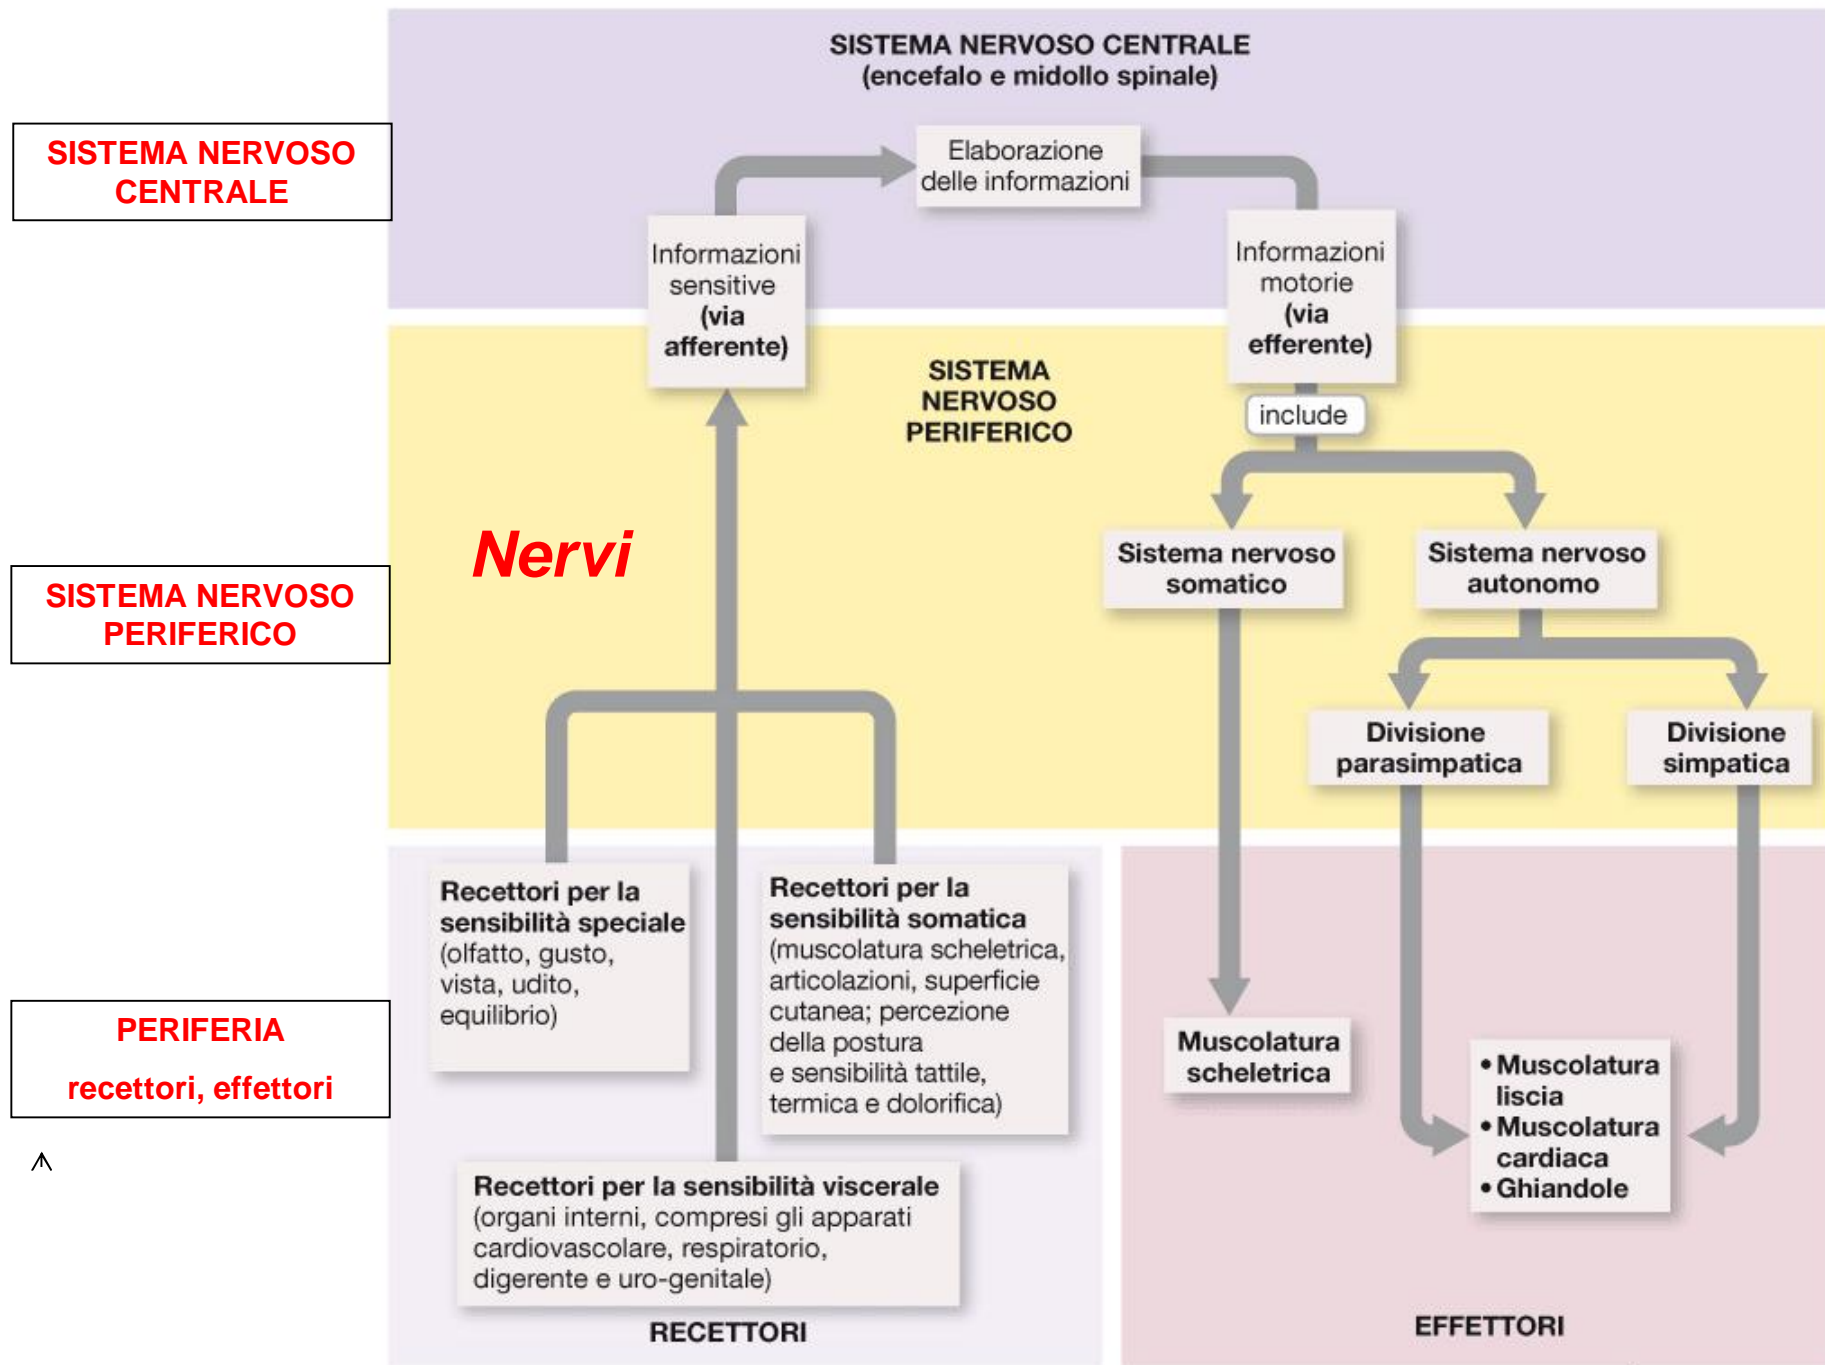 SISTEMA NERVOSO CENTRALE
(encefalo e midollo spinale)
SISTEMA NERVOSO
CENTRALE
Elaborazione
delle informazioni
Informazioni
sensitive
(via
afferente)
Informazioni
motorie
(via
efferente)
SISTEMA
NERVOSO
PERIFERICO
include
Nervi
Sistema nervoso
somatico
Sistema nervoso
autonomo
SISTEMA NERVOSO
PERIFERICO
Divisione
parasimpatica
Divisione
simpatica
Recettori per la
sensibilità speciale
(olfatto, gusto,
vista, udito,
equilibrio)
Recettori per la
sensibilità somatica
(muscolatura scheletrica,
articolazioni, superficie
cutanea; percezione
della postura
e sensibilità tattile,
termica e dolorifica)
PERIFERIA
recettori, effettori
Muscolatura
scheletrica
• Muscolatura
liscia
• Muscolatura
cardiaca
• Ghiandole
Recettori per la sensibilità viscerale
(organi interni, compresi gli apparati
cardiovascolare, respiratorio,
digerente e uro-genitale)
RECETTORI
EFFETTORI